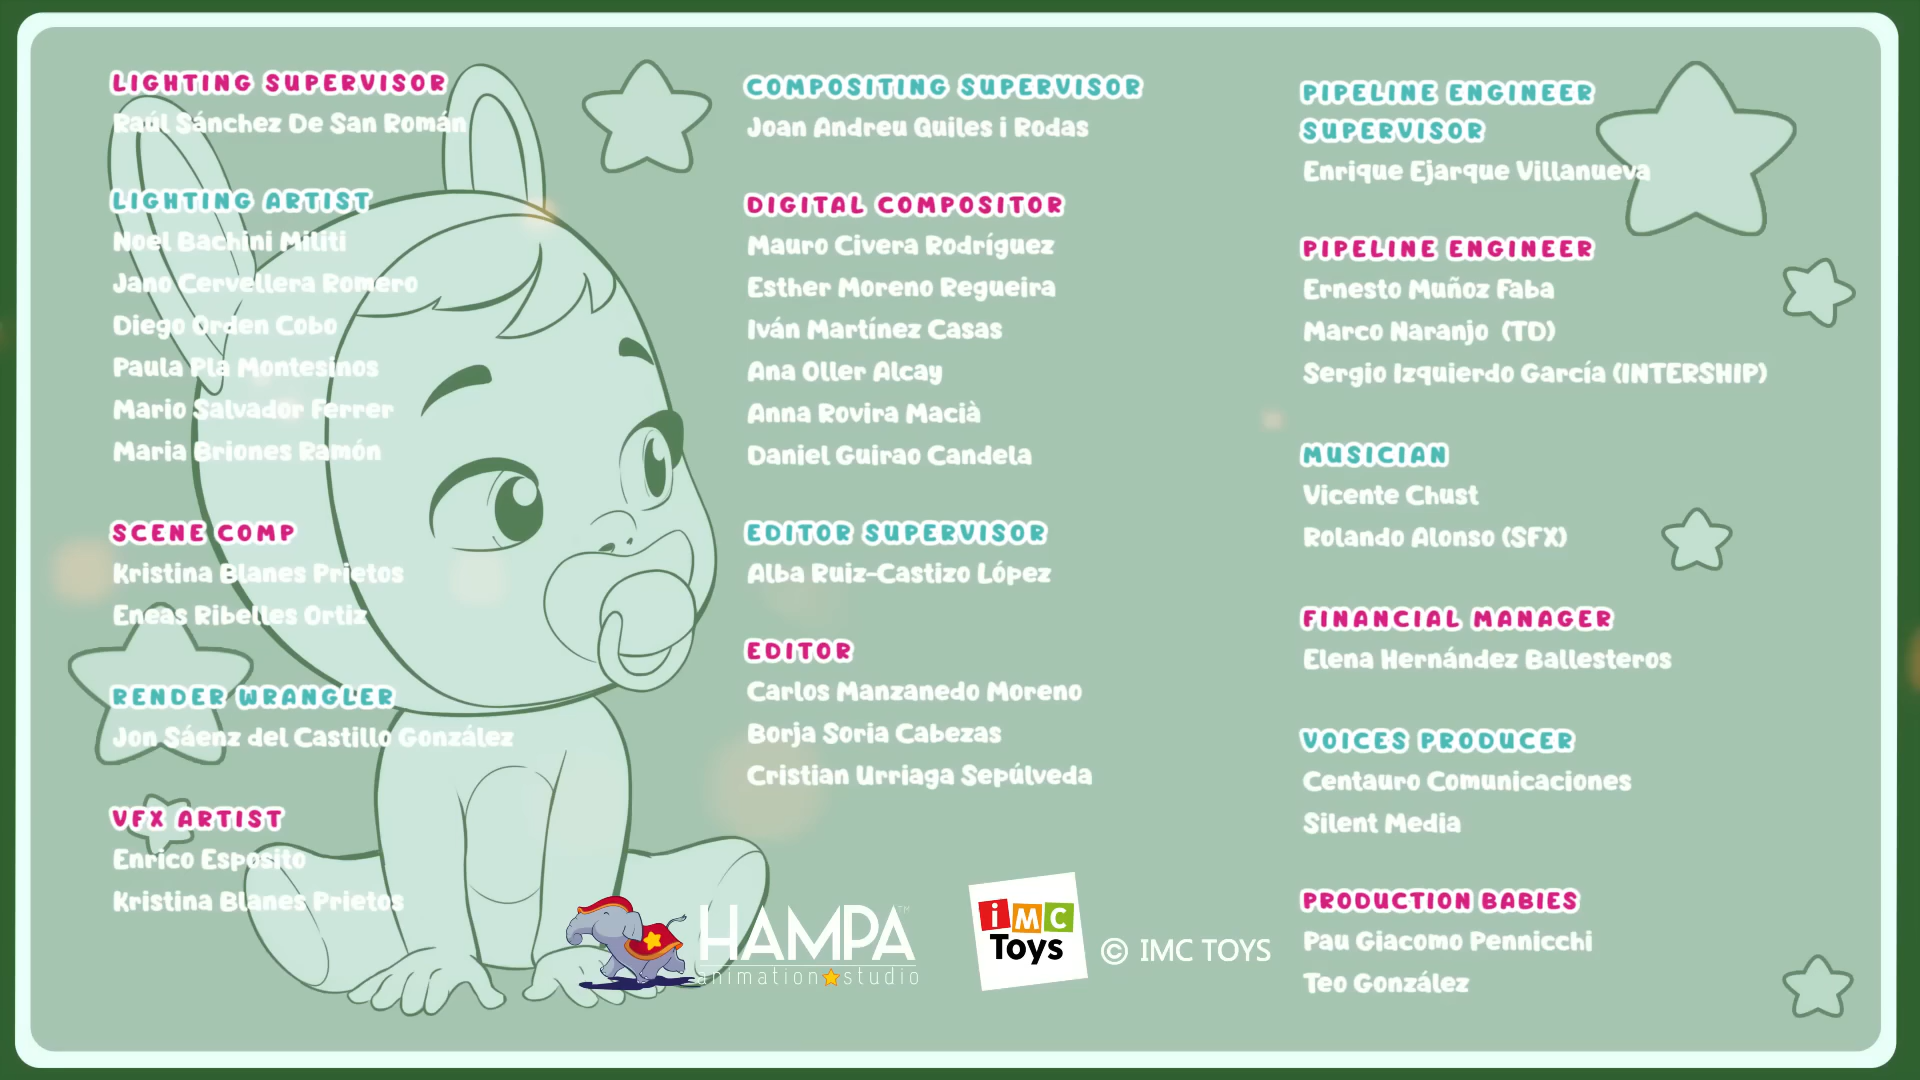 LIGHTING SUPERVISOR
Raúl Sánchez De San Román
LIGHTING ARTIST
Noel Bachini Militi
Jano Cervellera Romero
Diego Orden Cobo
Paula Pla Montesinos
Mario Salvador Ferrer
Maria Briones Ramón
SCENE COMP
Kristina Blanes Prietos
Eneas Ribelles Ortiz
RENDER WRANGLER
Jon Sáenz del Castillo González
VFX ARTIST
Enrico Esposito
Kristina Blanes Prietos
COMPOSITING SUPERVISOR
Joan Andreu Quiles i Rodas
DIGITAL COMPOSITOR
Mauro Civera Rodríguez
Esther Moreno Regueira
Iván Martínez Casas
Ana Oller Alcay
Anna Rovira Macià
Daniel Guirao Candela
EDITOR SUPERVISOR
Alba Ruiz-Castizo López
EDITOR
Carlos Manzanedo Moreno
Borja Soria Cabezas
Cristian Urriaga Sepúlveda
HAMPA™
animation studio
iMC
Toys
© IMC TOYS
PIPELINE ENGINEER
SUPERVISOR
Enrique Ejarque Villanueva
PIPELINE ENGINEER
Ernesto Muñoz Faba
Marco Naranjo (TD)
Sergio Izquierdo García (INTERSHIP)
MUSICIAN
Vicente Chust
Rolando Alonso (SFX)
FINANCIAL MANAGER
Elena Hernández Ballesteros
VOICES PRODUCER
Centauro Comunicaciones
Silent Media
PRODUCTION BABIES
Pau Giacomo Pennicchi
Teo González